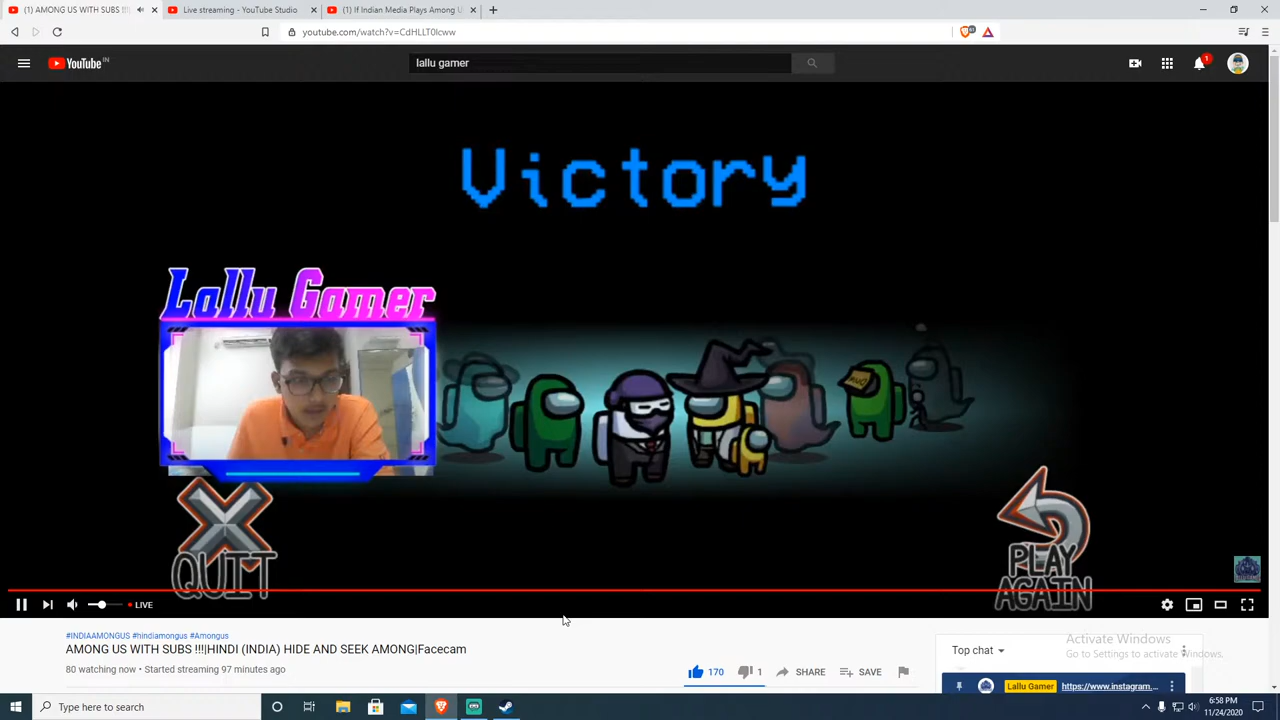 (1) AMONG US WITH SUBS !!!|
Live streaming - YouTube Studio
(1) If Indian Media Plays Among U
youtube.com/watch?v=CdHLLT0Icww
YouTube IN
lallu gamer
1
Victory
Lallu Gamer
DUM
QUIT
PLAY
AGAIN
LIVE
#INDIAAMONGUS #hindiamongus #Amongus
AMONG US WITH SUBS !!!|HINDI (INDIA) HIDE AND SEEK AMONG|Facecam
80 watching now • Started streaming 97 minutes ago
170
1
SHARE
SAVE
Top chat
Activate Windows
Go to Settings to activate Windows.
Lallu Gamer
https://www.instagram....
Type here to search
6:58 PM
11/24/2020